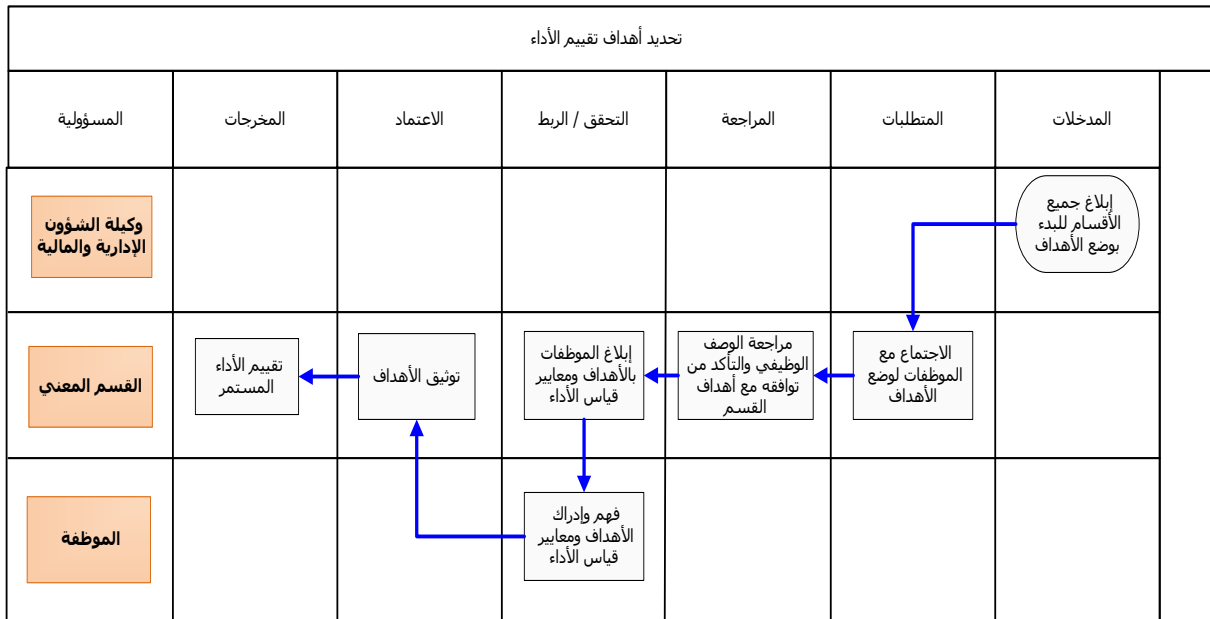 تحديد أهداف تقييم الأداء
المدخلات
المتطلبات
المراجعة
التحقق / الربط
الاعتماد
المخرجات
المسؤولية
إبلاغ جميع
الأقسام للبدء
بوضع الأهداف
وكيلة الشؤون
الإدارية والمالية
الاجتماع مع
الموظفات لوضع
الأهداف
مراجعة الوصف
الوظيفي والتأكد من
توافقه مع أهداف
القسم
إبلاغ الموظفات
بالأهداف ومعايير
قياس الأداء
توثيق الأهداف
تقييم الأداء
المستمر
القسم المعني
فهم وإدراك
الأهداف ومعايير
قياس الأداء
الموظفة